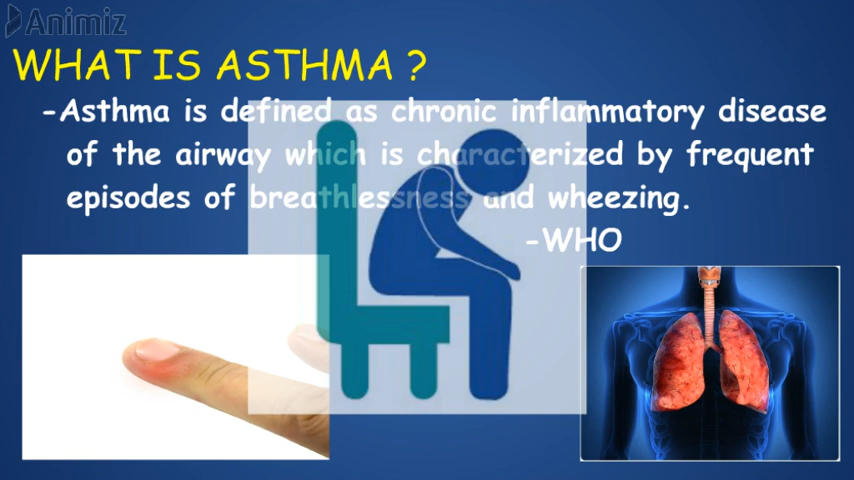 Animiz
WHAT IS ASTHMA ?
-Asthma is defined as chronic inflammatory disease
of the airway which is characterized by frequent
episodes of breathlessness and wheezing.
-WHO